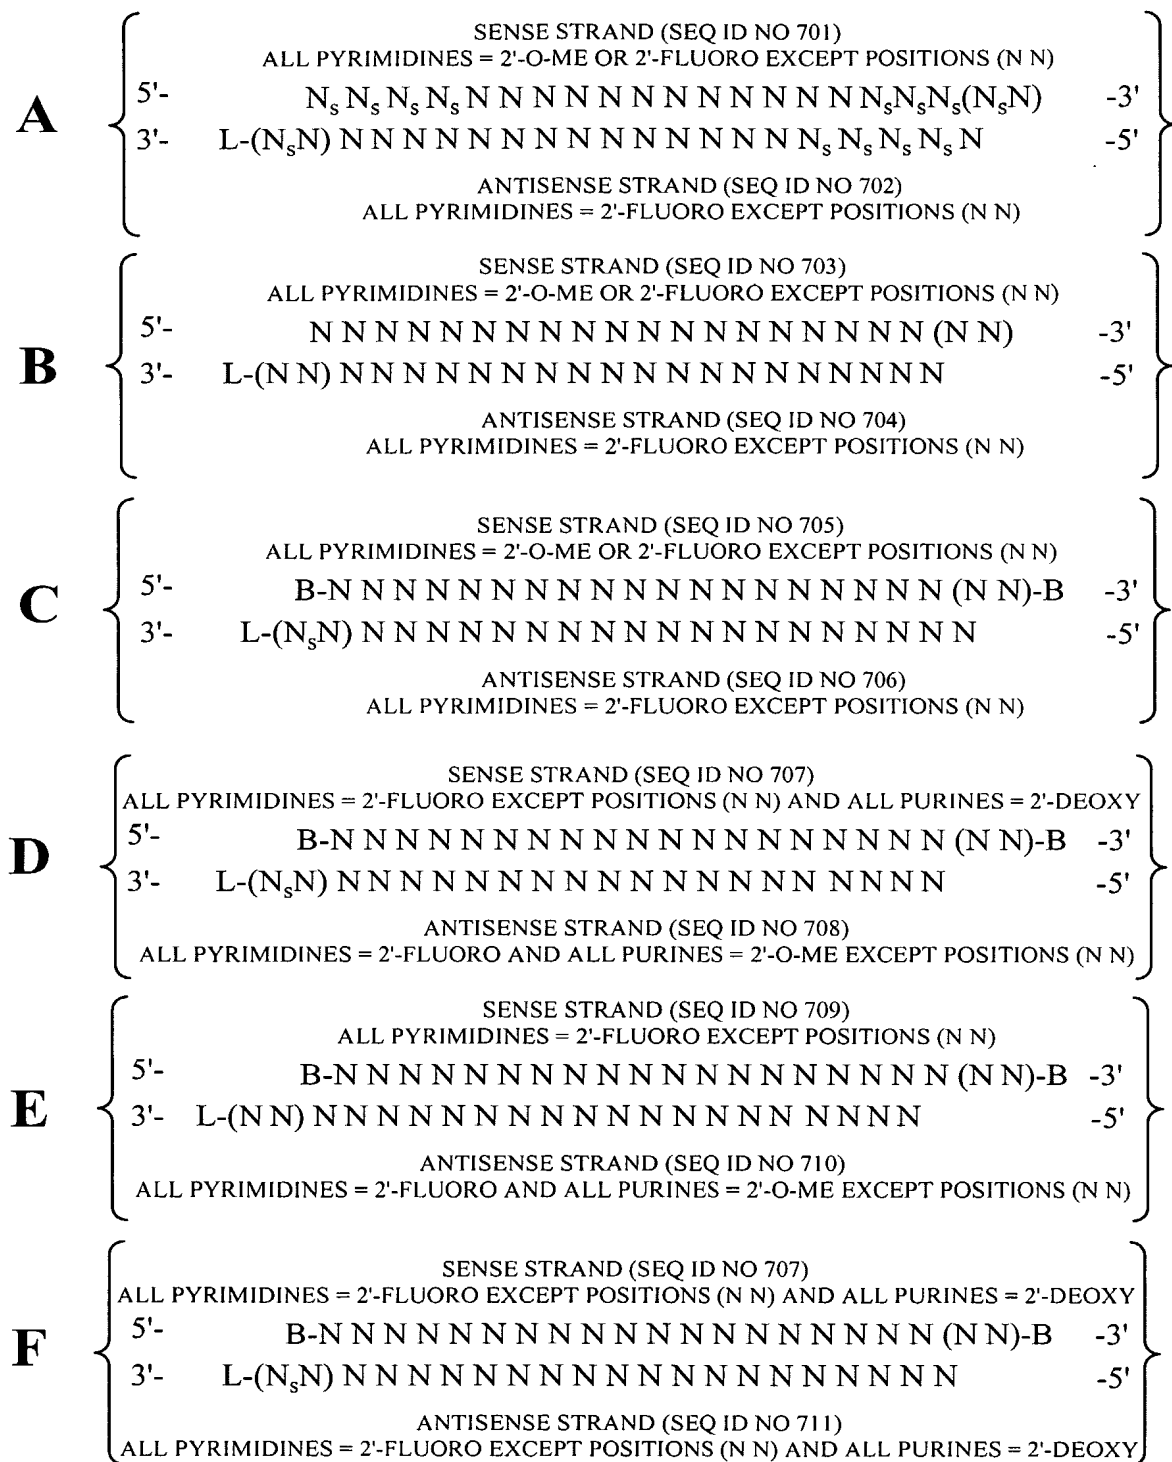 SENSE STRAND (SEQ ID NO 701)
ALL PYRIMIDINES = 2'-O-ME OR 2'-FLUORO EXCEPT POSITIONS (N N)
A
5'- NₛNₛNₛNₛN N N N N N N N N N N N NₛNₛNₛ(NₛN) -3'
3'- L-(NₛN) N N N N N N N N N N N N N N NₛNₛNₛNₛN -5'
ANTISENSE STRAND (SEQ ID NO 702)
ALL PYRIMIDINES = 2'-FLUORO EXCEPT POSITIONS (N N)
SENSE STRAND (SEQ ID NO 703)
ALL PYRIMIDINES = 2'-O-ME OR 2'-FLUORO EXCEPT POSITIONS (N N)
B
5'- N N N N N N N N N N N N N N N N N N N (N N) -3'
3'- L-(N N) N N N N N N N N N N N N N N N N N N N -5'
ANTISENSE STRAND (SEQ ID NO 704)
ALL PYRIMIDINES = 2'-FLUORO EXCEPT POSITIONS (N N)
SENSE STRAND (SEQ ID NO 705)
ALL PYRIMIDINES = 2'-O-ME OR 2'-FLUORO EXCEPT POSITIONS (N N)
C
5'- B-N N N N N N N N N N N N N N N N N N N (N N)-B -3'
3'- L-(NₛN) N N N N N N N N N N N N N N N N N N N -5'
ANTISENSE STRAND (SEQ ID NO 706)
ALL PYRIMIDINES = 2'-FLUORO EXCEPT POSITIONS (N N)
SENSE STRAND (SEQ ID NO 707)
ALL PYRIMIDINES = 2'-FLUORO EXCEPT POSITIONS (N N) AND ALL PURINES = 2'-DEOXY
D
5'- B-N N N N N N N N N N N N N N N N N N N (N N)-B -3'
3'- L-(NₛN) N N N N N N N N N N N N N N N N N N N -5'
ANTISENSE STRAND (SEQ ID NO 708)
ALL PYRIMIDINES = 2'-FLUORO AND ALL PURINES = 2'-O-ME EXCEPT POSITIONS (N N)
SENSE STRAND (SEQ ID NO 709)
ALL PYRIMIDINES = 2'-FLUORO EXCEPT POSITIONS (N N)
E
5'- B-N N N N N N N N N N N N N N N N N N N (N N)-B -3'
3'- L-(N N) N N N N N N N N N N N N N N N N N N N -5'
ANTISENSE STRAND (SEQ ID NO 710)
ALL PYRIMIDINES = 2'-FLUORO AND ALL PURINES = 2'-O-ME EXCEPT POSITIONS (N N)
SENSE STRAND (SEQ ID NO 707)
ALL PYRIMIDINES = 2'-FLUORO EXCEPT POSITIONS (N N) AND ALL PURINES = 2'-DEOXY
F
5'- B-N N N N N N N N N N N N N N N N N N N (N N)-B -3'
3'- L-(NₛN) N N N N N N N N N N N N N N N N N N N -5'
ANTISENSE STRAND (SEQ ID NO 711)
ALL PYRIMIDINES = 2'-FLUORO EXCEPT POSITIONS (N N) AND ALL PURINES = 2'-DEOXY